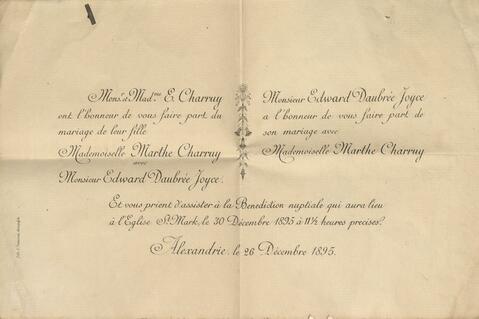 Monsr. et Madme. E. Charruy
ont l'honneur de vous faire part du
mariage de leur fille
Mademoiselle Marthe Charruy
avec
Monsieur Edward Daubrée Joyce.
Monsieur Edward Daubrée Joyce
a l'honneur de vous faire part de
son mariage avec
Mademoiselle Marthe Charruy
Et vous prient d'assister à la Benediction nuptiale qui aura lieu
à l'Eglise St. Mark, le 30 Décembre 1895 à 11½ heures precises.
Alexandrie, le 26 Décembre 1895.